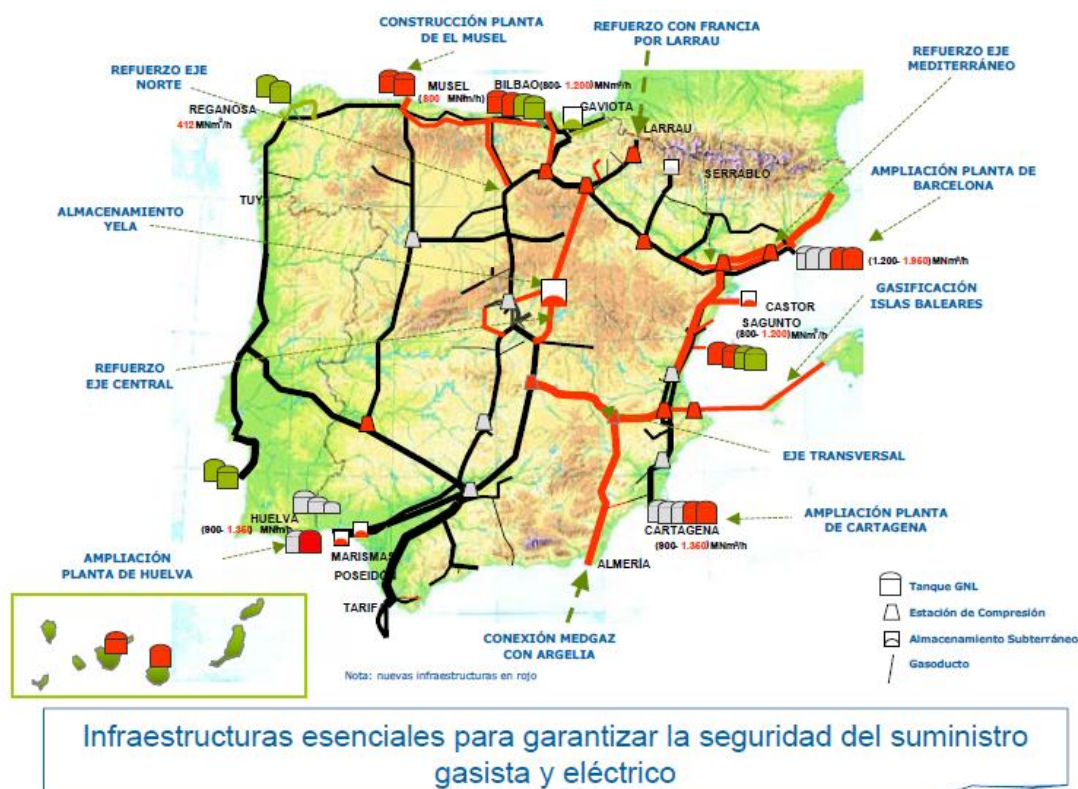 CONSTRUCCIÓN PLANTA
DE EL MUSEL
REFUERZO CON FRANCIA
POR LARRAU
REFUERZO EJE
MEDITERRÁNEO
REFUERZO EJE
NORTE
MUSEL
(800 MNm/h)
BILBAO(800-1.200)MNm³/h
GAVIOTA
REGANOSA
412MNm³/h
LARRAU
SERRABLO
AMPLIACIÓN PLANTA DE
BARCELONA
ALMACENAMIENTO
YELA
TUY
(1.200- 1.950)MNm³/h
GASIFICACIÓN
ISLAS BALEARES
CASTOR
SAGUNTO
(800- 1.200)MNm³/h
REFUERZO
EJE CENTRAL
EJE TRANSVERSAL
HUELVA
(900- 1.350) MNm/h
AMPLIACIÓN
PLANTA DE HUELVA
MARISMAS
POSEIDON
TARIFA
CARTAGENA
(900- 1.350)MNm³/h
AMPLIACIÓN PLANTA
DE CARTAGENA
ALMERÍA
CONEXIÓN MEDGAZ
CON ARGELIA
Tanque GNL
Estación de Compresión
Almacenamiento Subterráneo
Gasoducto
Nota: nuevas infraestructuras en rojo
Infraestructuras esenciales para garantizar la seguridad del suministro
gasista y eléctrico